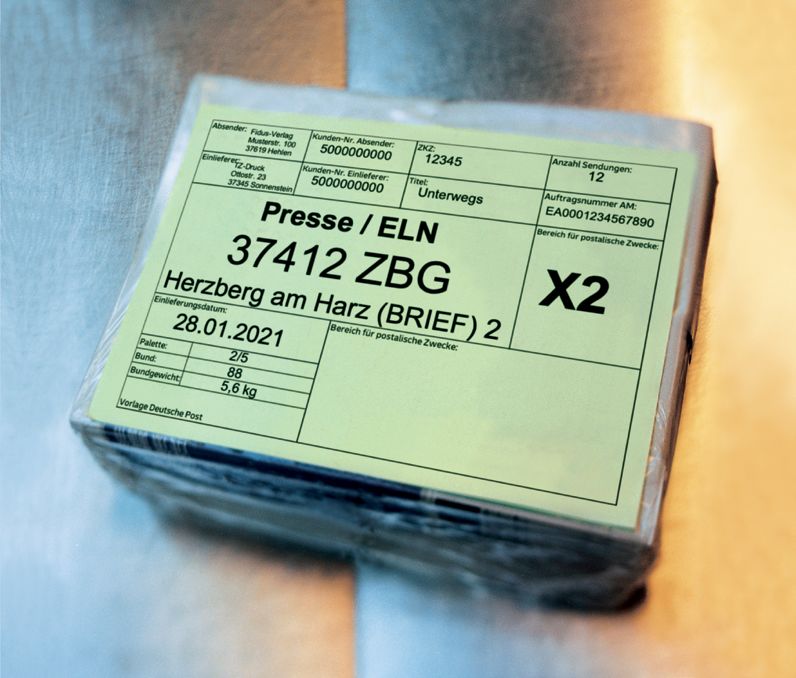 Absender: Fidus-Verlag
Musterstr. 100
37619 Hehlen
Kunden-Nr. Absender:
5000000000
ZKZ:
12345
Anzahl Sendungen:
12
Einlieferer:
TZ-Druck
Ottostr. 23
37345 Sonnenstein
Kunden-Nr. Einlieferer:
5000000000
Titel:
Unterwegs
Auftragsnummer AM:
EA0001234567890
Presse / ELN
37412 ZBG
Herzberg am Harz (BRIEF) 2
Bereich für postalische Zwecke:
X2
Einlieferungsdatum:
28.01.2021
Palette:
2/5
Bund:
88
Bundgewicht:
5,6 kg
Vorlage Deutsche Post
Bereich für postalische Zwecke: